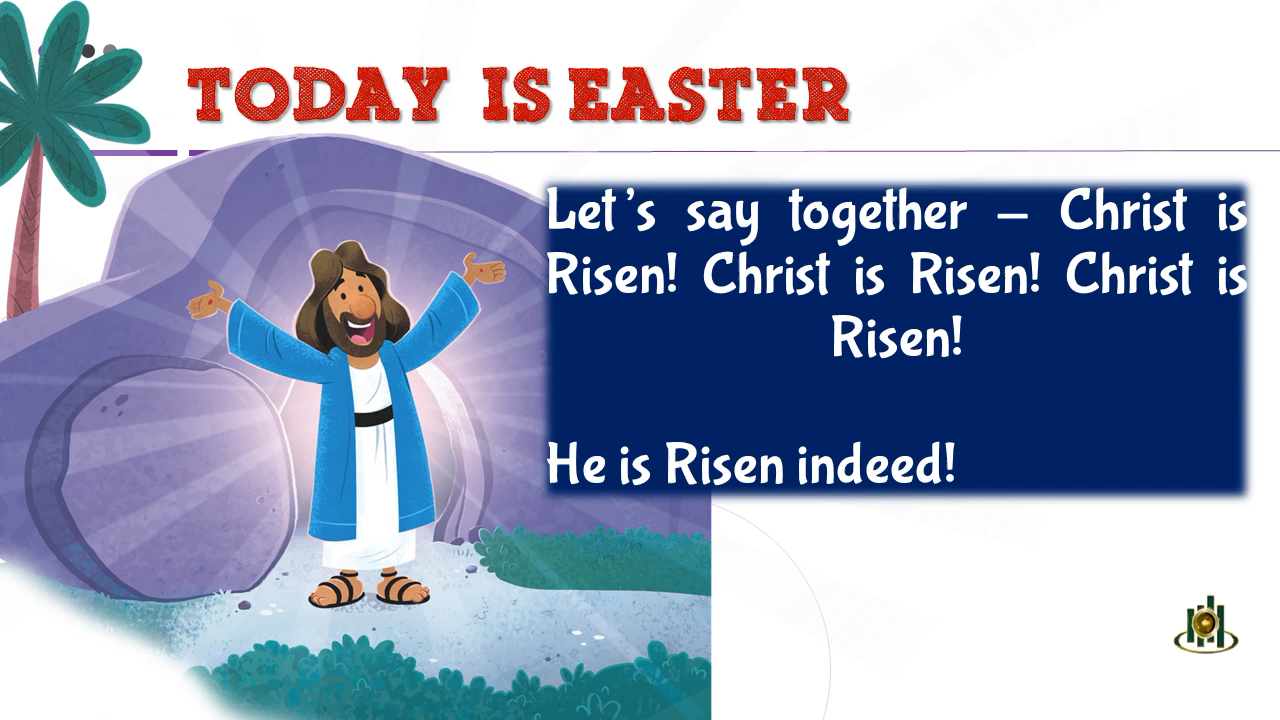 TODAY IS EASTER
Let's say together – Christ is
Risen! Christ is Risen! Christ is
Risen!
He is Risen indeed!